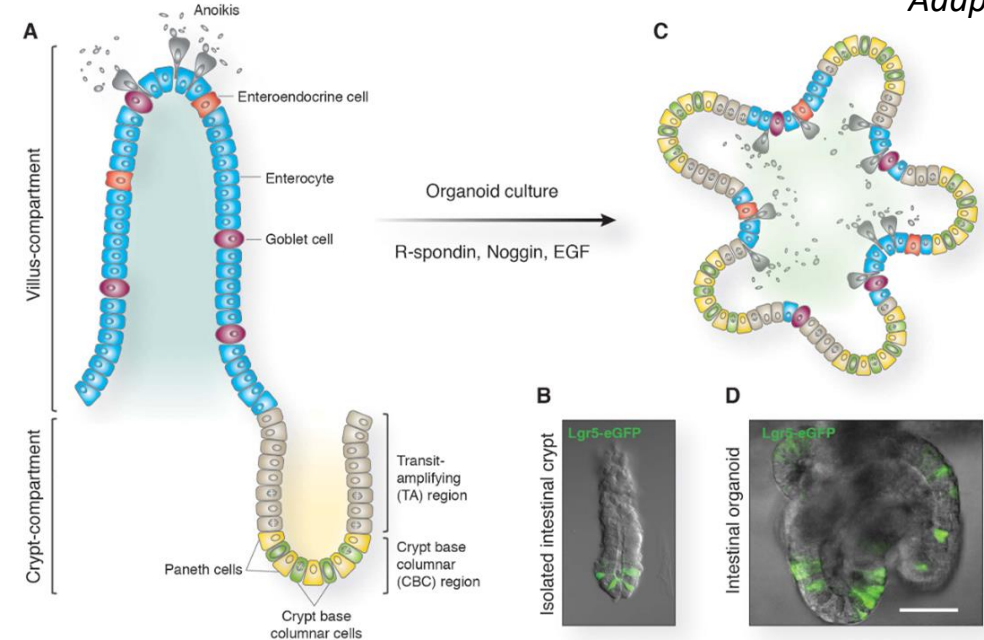 Adap
A
Anoikis
Enteroendocrine cell
Enterocyte
Goblet cell
Villus-compartment
Crypt-compartment
Transit-
amplifying
(TA) region
Crypt base
columnar
(CBC) region
Paneth cells
Crypt base
columnar cells
Organoid culture
R-spondin, Noggin, EGF
C
B
Lgr5-eGFP
Isolated intestinal crypt
D
Lgr5-eGFP
Intestinal organoid